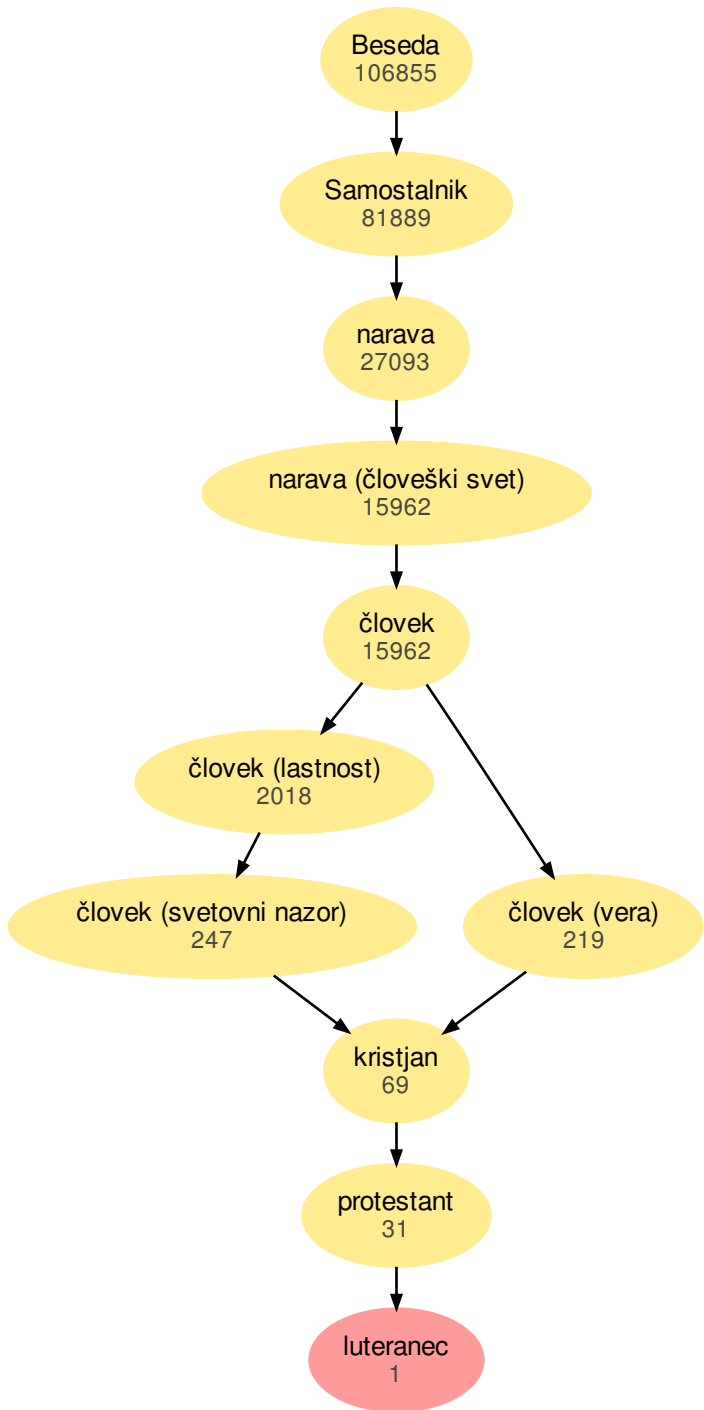 Beseda
106855
Samostalnik
81889
narava
27093
narava (človeški svet)
15962
človek
15962
človek (lastnost)
2018
človek (svetovni nazor)
247
človek (vera)
219
kristjan
69
protestant
31
luteranec
1